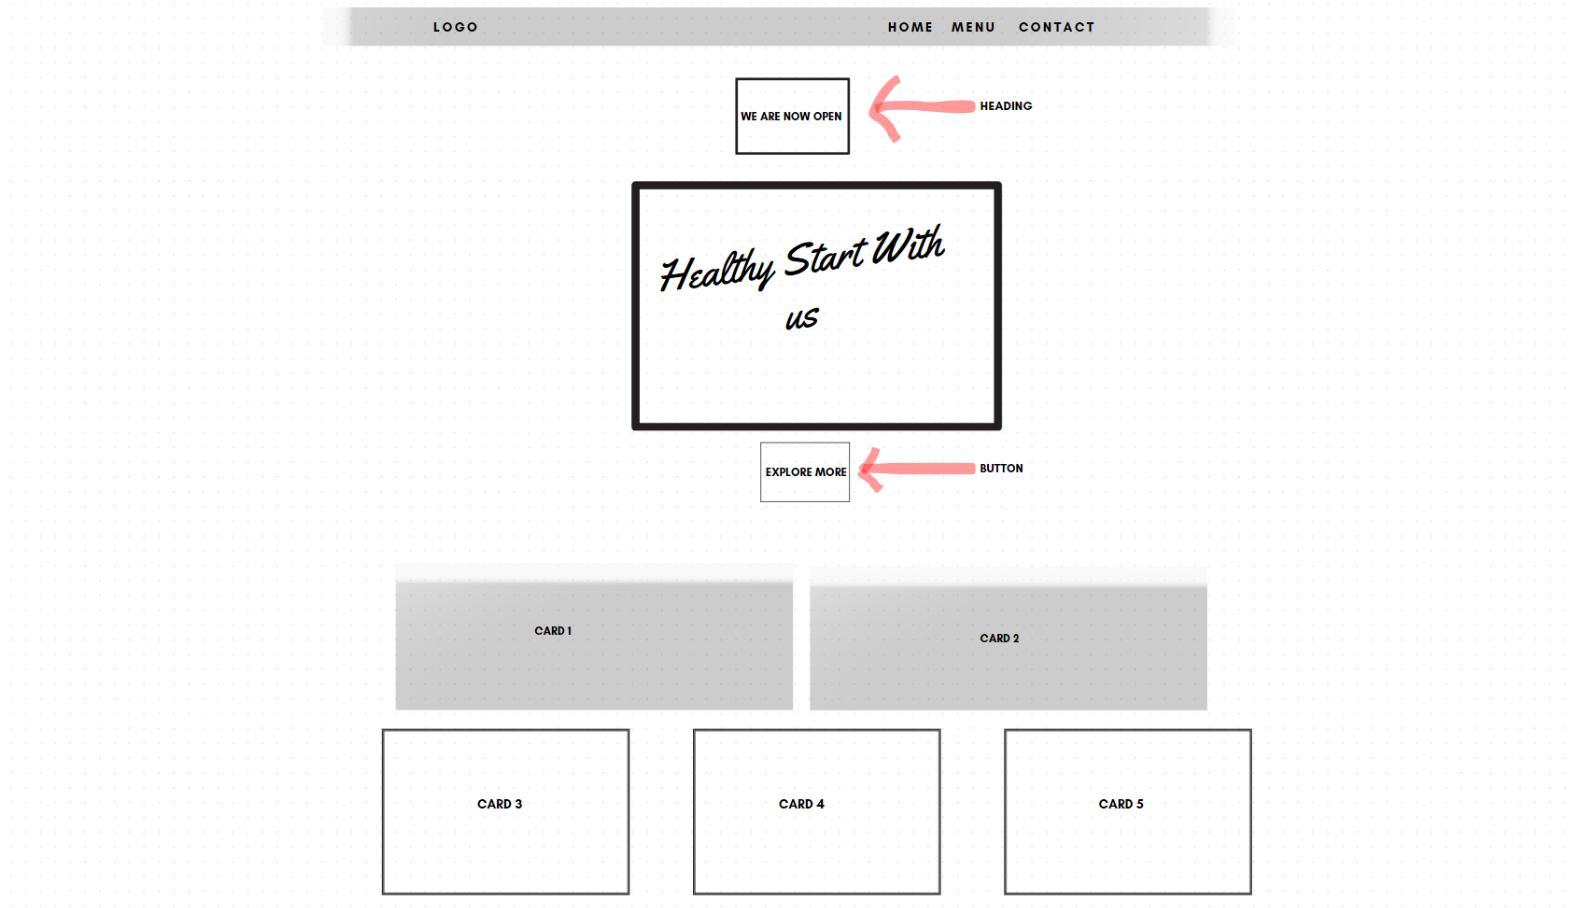 LOGO HOME MENU CONTACT
WE ARE NOW OPEN
HEADING
Healthy Start With
us
EXPLORE MORE
BUTTON
CARD 1
CARD 2
CARD 3
CARD 4
CARD 5